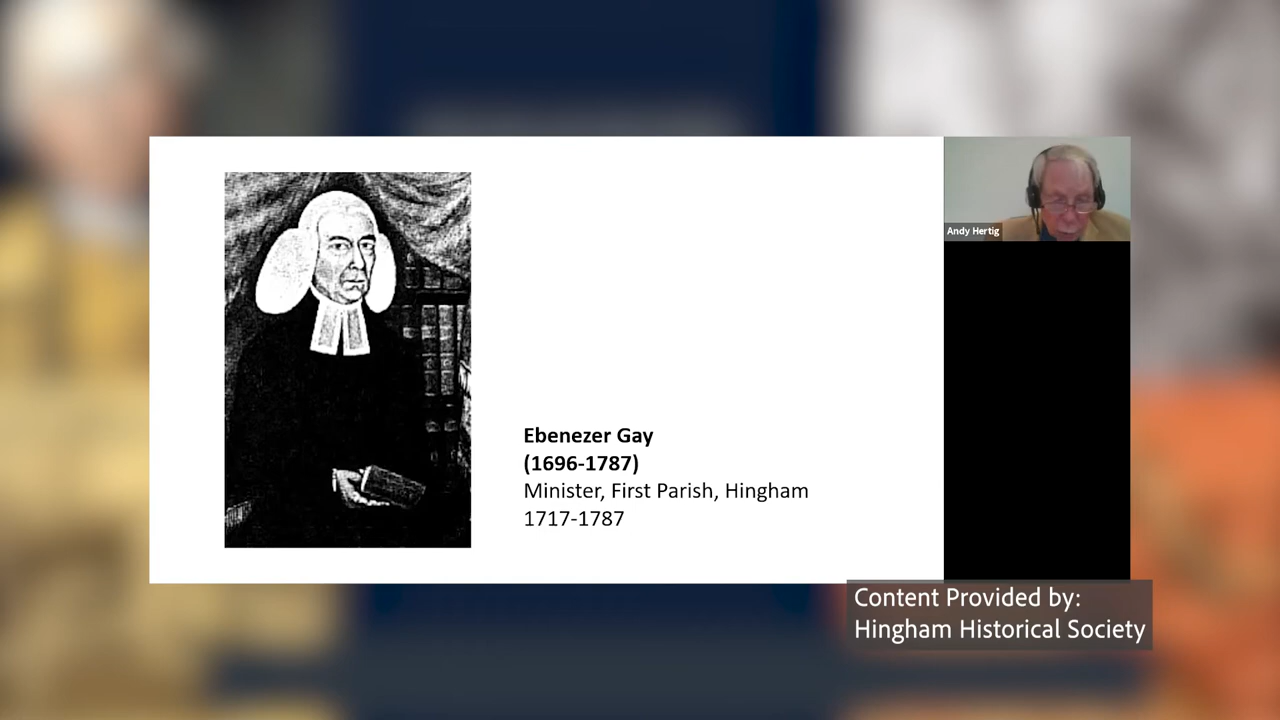 Ebenezer Gay
(1696-1787)
Minister, First Parish, Hingham
1717-1787
Andy Hertig
Content Provided by:
Hingham Historical Society